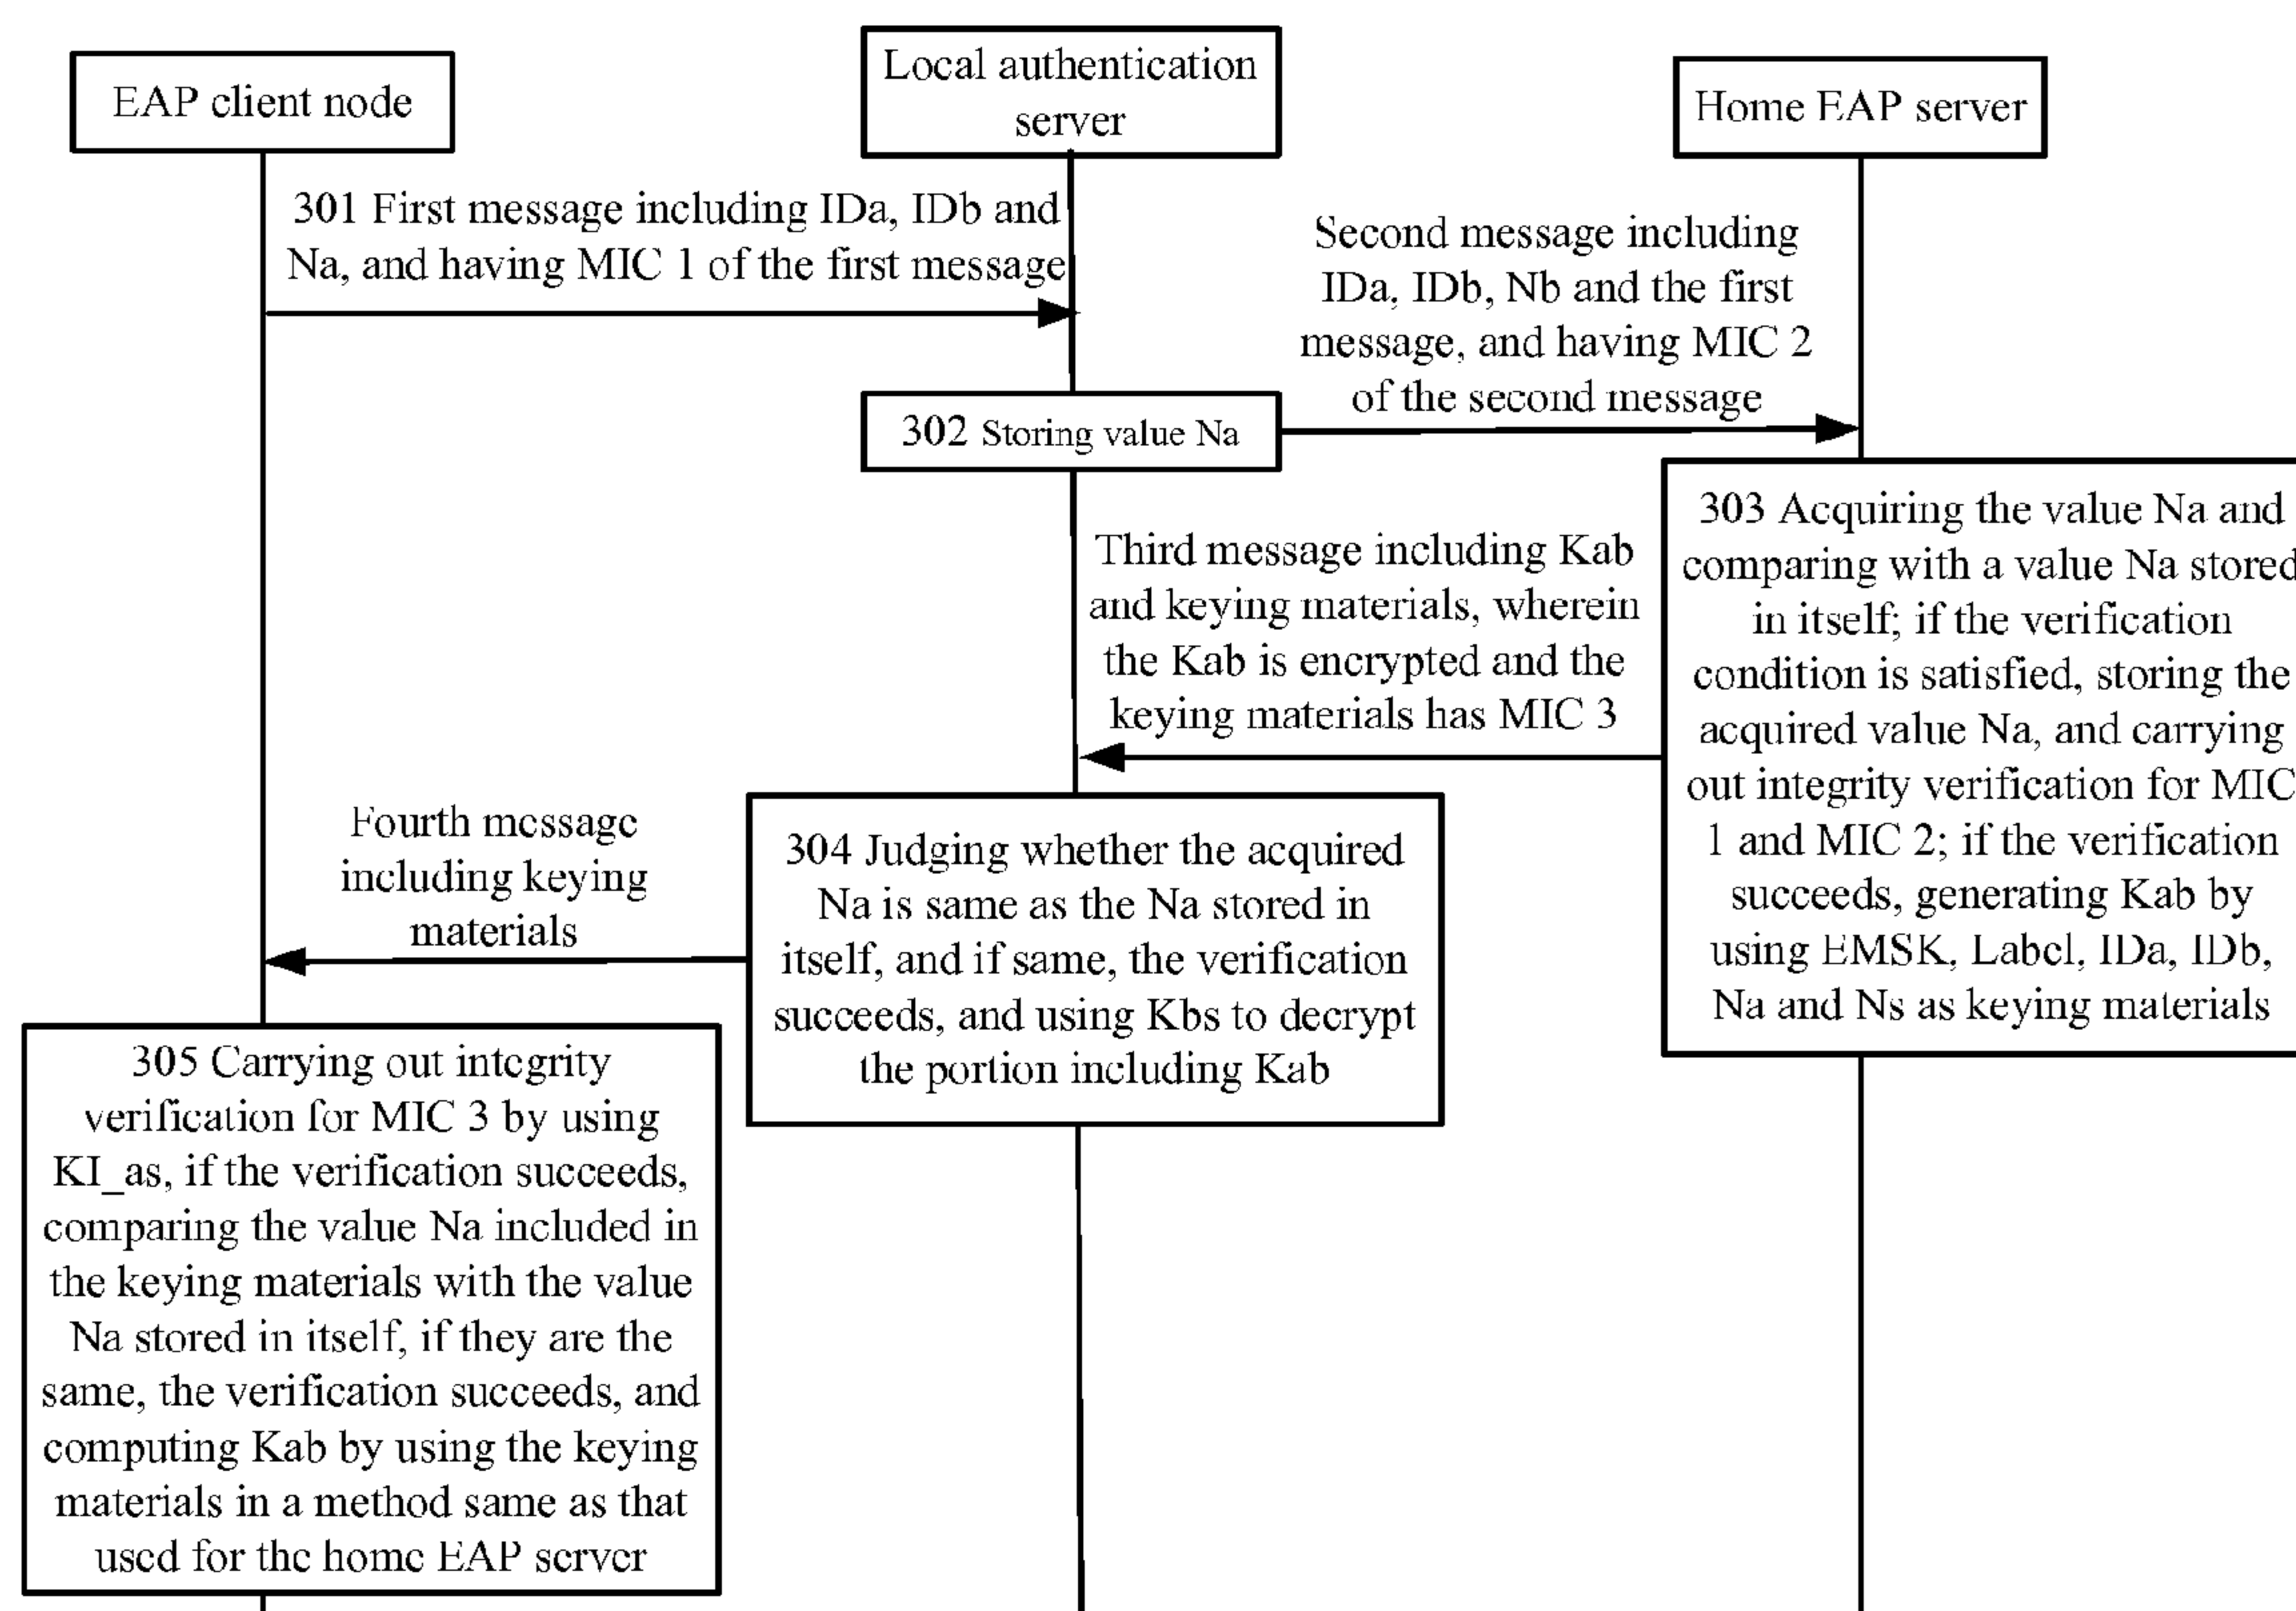 EAP client node
Local authentication
server
Home EAP server
301 First message including IDa, IDb and
Na, and having MIC 1 of the first message
Second message including
IDa, IDb, Nb and the first
message, and having MIC 2
of the second message
302 Storing value Na
303 Acquiring the value Na and
comparing with a value Na stored
in itself; if the verification
condition is satisfied, storing the
acquired value Na, and carrying
out integrity verification for MIC
1 and MIC 2; if the verification
succeeds, generating Kab by
using EMSK, Label, IDa, IDb,
Na and Ns as keying materials
Third message including Kab
and keying materials, wherein
the Kab is encrypted and the
keying materials has MIC 3
304 Judging whether the acquired
Na is same as the Na stored in
itself, and if same, the verification
succeeds, and using Kbs to decrypt
the portion including Kab
Fourth message
including keying
materials
305 Carrying out integrity
verification for MIC 3 by using
KI_as, if the verification succeeds,
comparing the value Na included in
the keying materials with the value
Na stored in itself, if they are the
same, the verification succeeds, and
computing Kab by using the keying
materials in a method same as that
used for the home EAP server